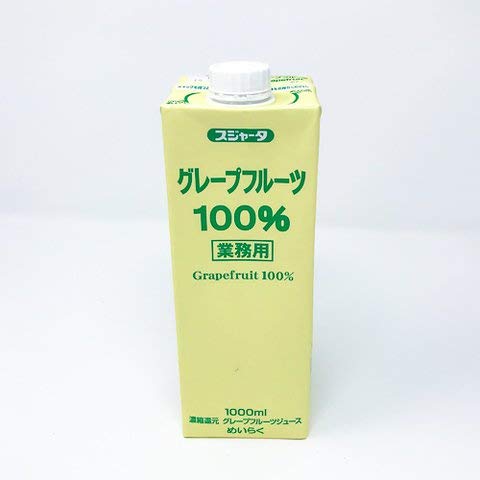 スジャータ
グレープフルーツ
100%
業務用
Grapefruit 100%
1000ml
濃縮還元 グレープフルーツジュース
めいらく